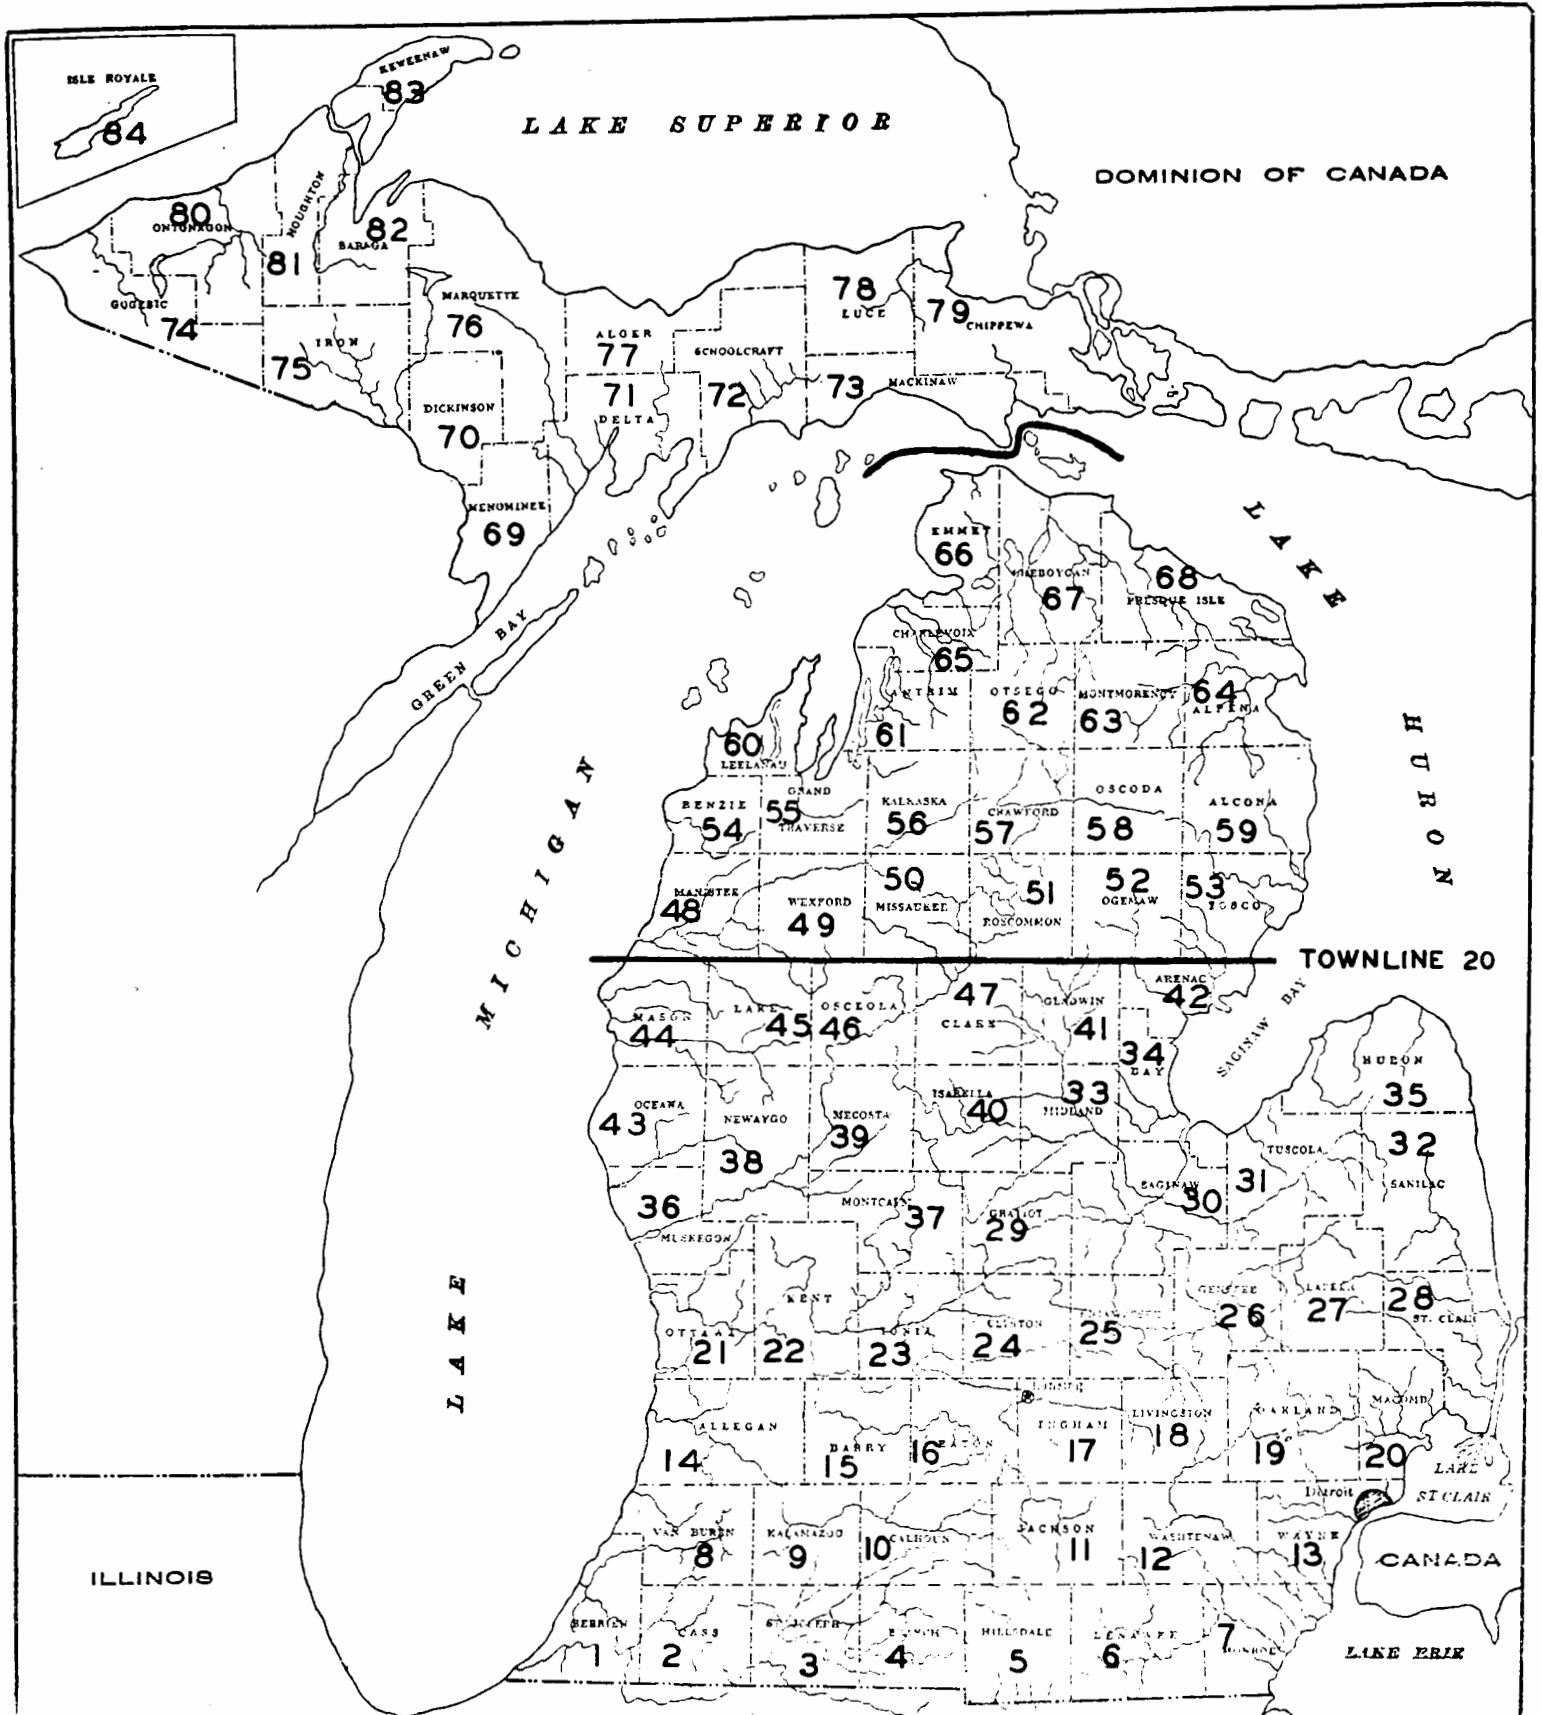 ISLE ROYALE
84
KEWEENAW
83
LAKE SUPERIOR
DOMINION OF CANADA
HOUGHTON
80
ONTONAGON
82
BARAGA
81
GOGEBIC
74
IRON
75
MARQUETTE
76
ALGER
77
SCHOOLCRAFT
72
78
LUCE
79
CHIPPEWA
73
MACKINAW
71
DELTA
DICKINSON
70
MENOMINEE
69
GREEN BAY
LAKE HURON
EMMET
66
CHEBOYGAN
67
68
PRESQUE ISLE
CHARLEVOIX
65
ANTRIM
61
OTSEGO
62
MONTMORENCY
63
64
ALPENA
60
LEELANAU
BENZIE
54
GRAND
55
TRAVERSE
KALKASKA
56
CRAWFORD
57
OSCODA
58
ALCONA
59
MANISTEE
48
WEXFORD
49
50
MISSAUKEE
51
ROSCOMMON
52
OGEMAW
53
IOSCO
TOWNLINE 20
LAKE MICHIGAN
MASON
44
LAKE
45
OSCEOLA
46
47
CLARE
GLADWIN
41
ARENAC
42
34
BAY
SAGINAW BAY
HURON
35
OCEANA
43
NEWAYGO
38
MECOSTA
39
ISABELLA
40
33
MIDLAND
TUSCOLA
31
32
SANILAC
36
MUSKEGON
MONTCALM
37
GRATIOT
29
SAGINAW
30
KENT
22
OTTAWA
21
IONIA
23
CLINTON
24
25
GENESEE
26
LAPEER
27
28
ST. CLAIR
Lansing
ALLEGAN
14
BARRY
15
16
EATON
INGHAM
17
LIVINGSTON
18
OAKLAND
19
MACOMB
20
LAKE
ST CLAIR
Detroit
VAN BUREN
8
KALAMAZOO
9
10
CALHOUN
JACKSON
11
WASHTENAW
12
WAYNE
13
CANADA
ILLINOIS
BERRIEN
1
CASS
2
ST. JOSEPH
3
BRANCH
4
HILLSDALE
5
LENAWEE
6
7
MONROE
LAKE ERIE